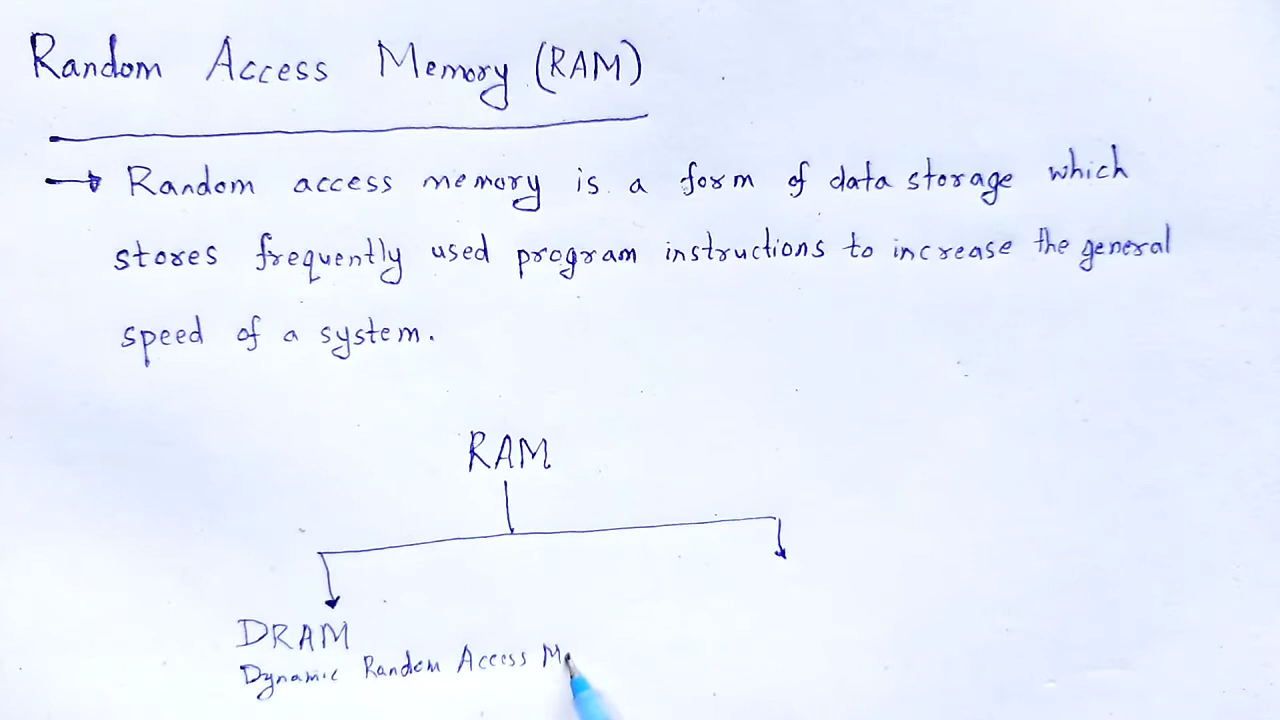 Random Access Memory (RAM)
Random access memory is a form of data storage which
stores frequently used program instructions to increase the general
speed of a system.
RAM
DRAM
Dynamic Random Access M